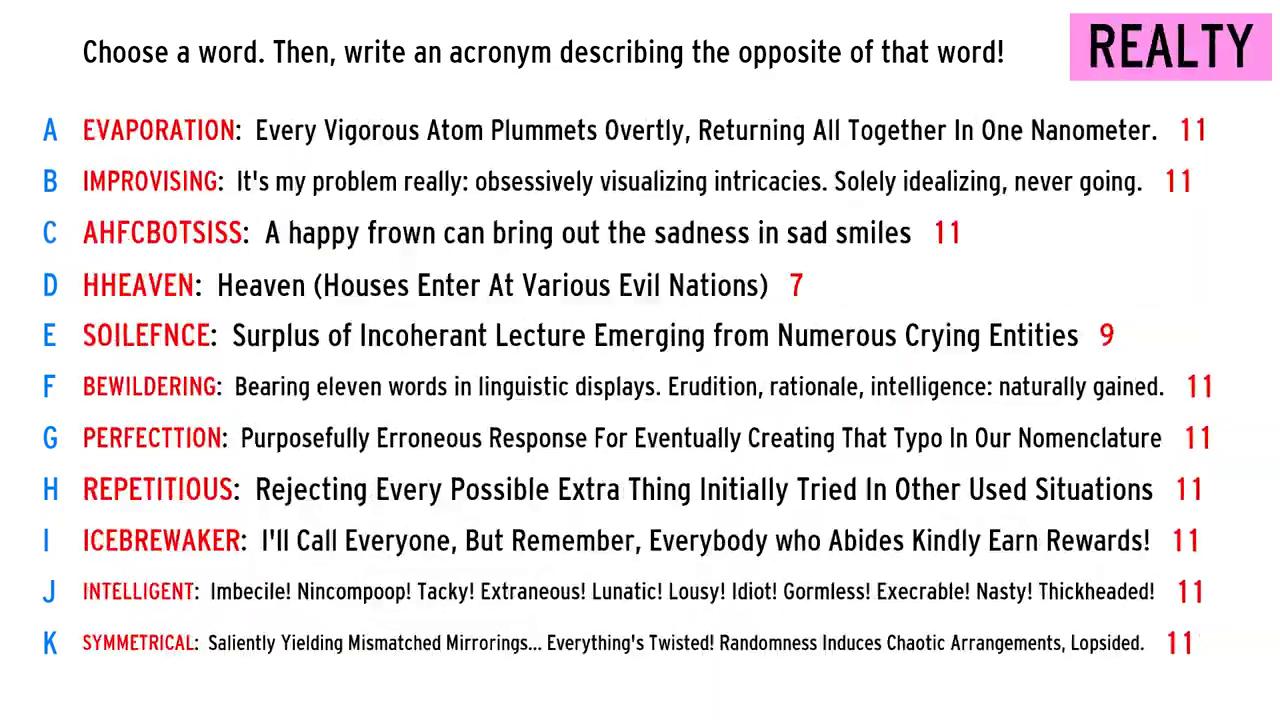 Choose a word. Then, write an acronym describing the opposite of that word!
REALTY
A EVAPORATION: Every Vigorous Atom Plummets Overtly, Returning All Together In One Nanometer. 11
B IMPROVISING: It's my problem really: obsessively visualizing intricacies. Solely idealizing, never going. 11
C AHFCBOTSISS: A happy frown can bring out the sadness in sad smiles 11
D HHEAVEN: Heaven (Houses Enter At Various Evil Nations) 7
E SOILEFNCE: Surplus of Incoherant Lecture Emerging from Numerous Crying Entities 9
F BEWILDERING: Bearing eleven words in linguistic displays. Erudition, rationale, intelligence: naturally gained. 11
G PERFECTTION: Purposefully Erroneous Response For Eventually Creating That Typo In Our Nomenclature 11
H REPETITIOUS: Rejecting Every Possible Extra Thing Initially Tried In Other Used Situations 11
I ICEBREWAKER: I'll Call Everyone, But Remember, Everybody who Abides Kindly Earn Rewards! 11
J INTELLIGENT: Imbecile! Nincompoop! Tacky! Extraneous! Lunatic! Lousy! Idiot! Gormless! Execrable! Nasty! Thickheaded! 11
K SYMMETRICAL: Saliently Yielding Mismatched Mirrorings... Everything's Twisted! Randomness Induces Chaotic Arrangements, Lopsided. 11